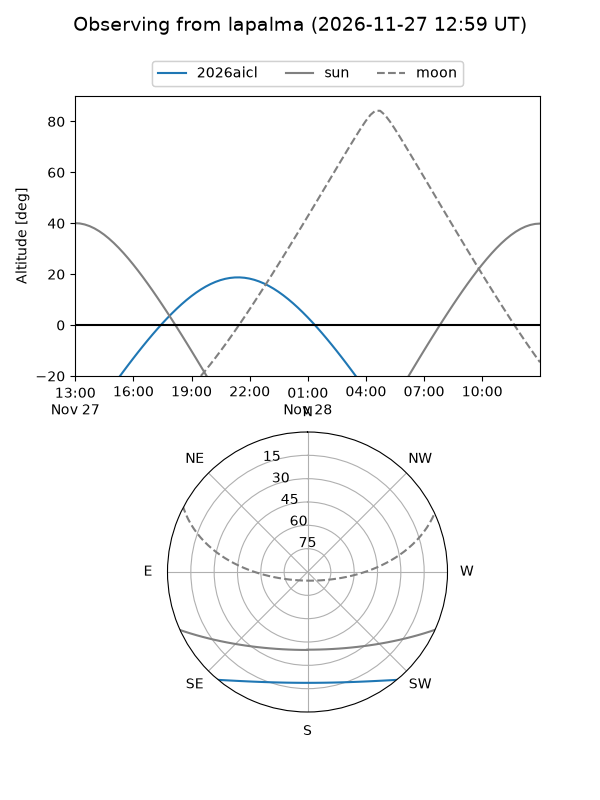 Observing from lapalma (2026-11-27 12:59 UT)
2026aicl sun moon
Altitude [deg]
80
60
40
20
0
−20
13:00 16:00 19:00 22:00 01:00 04:00 07:00 10:00
Nov 27 Nov 28
N
NE NW
15
30
45
60
75
E W
SE SW
S